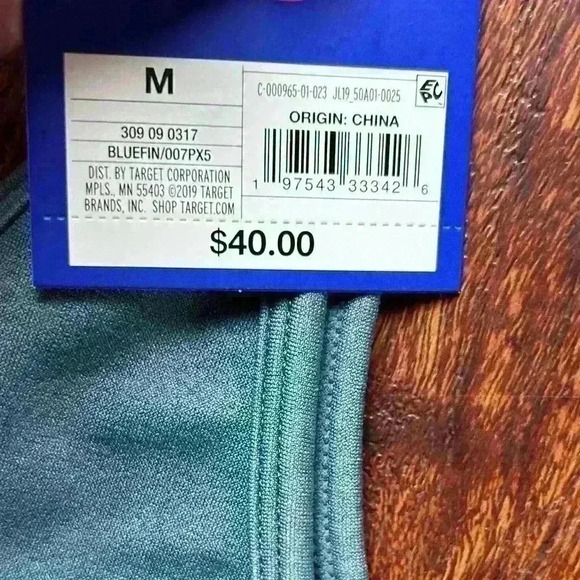 M
309 09 0317
BLUEFIN/007PX5
DIST. BY TARGET CORPORATION
MPLS., MN 55403 ©2019 TARGET
BRANDS, INC. SHOP TARGET.COM
C-000965-01-023 JL19_50A01-0025
ORIGIN: CHINA
1 97543 33342 6
$40.00